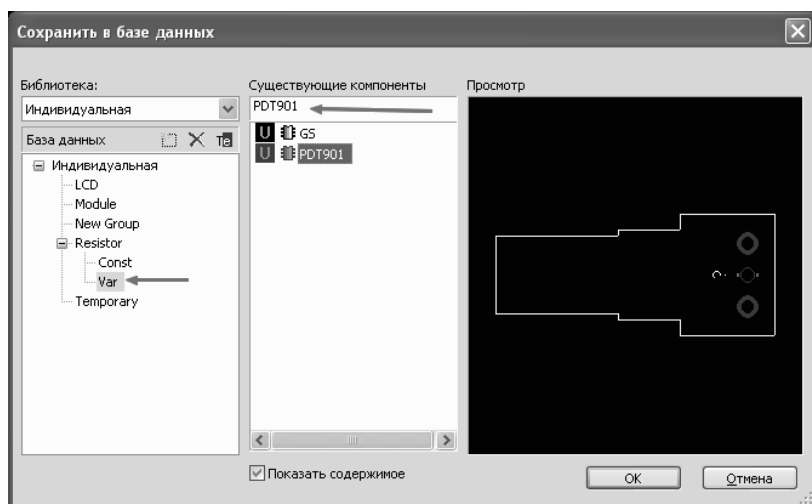 Сохранить в базе данных
Библиотека:
Индивидуальная
База данных
Te
Индивидуальная
LCD
Module
New Group
Resistor
Const
Var
Temporary
Существующие компоненты
PDT901
U GS
U PDT901
Показать содержимое
Просмотр
OK
Отмена